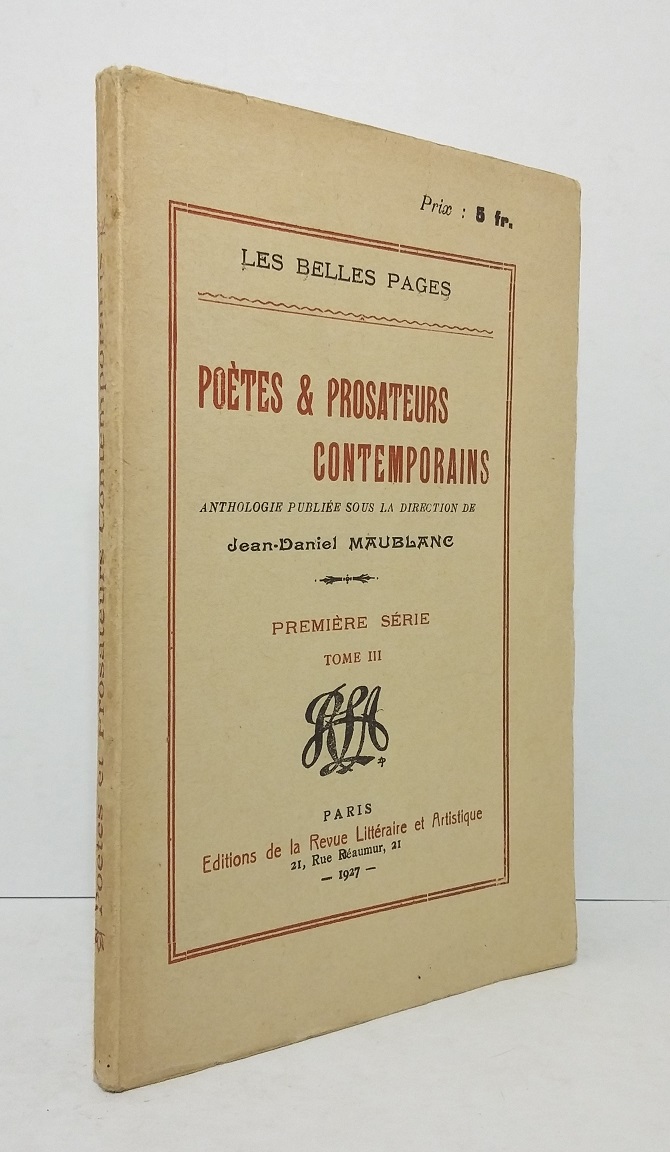 Prix : 5 fr.
LES BELLES PAGES
POÈTES & PROSATEURS
CONTEMPORAINS
ANTHOLOGIE PUBLIÉE SOUS LA DIRECTION DE
Jean-Daniel MAUBLANC
PREMIÈRE SÉRIE
TOME III
RLA
PARIS
Editions de la Revue Littéraire et Artistique
21, Rue Réaumur, 21
— 1927 —
Poètes et Prosateurs Contemporains